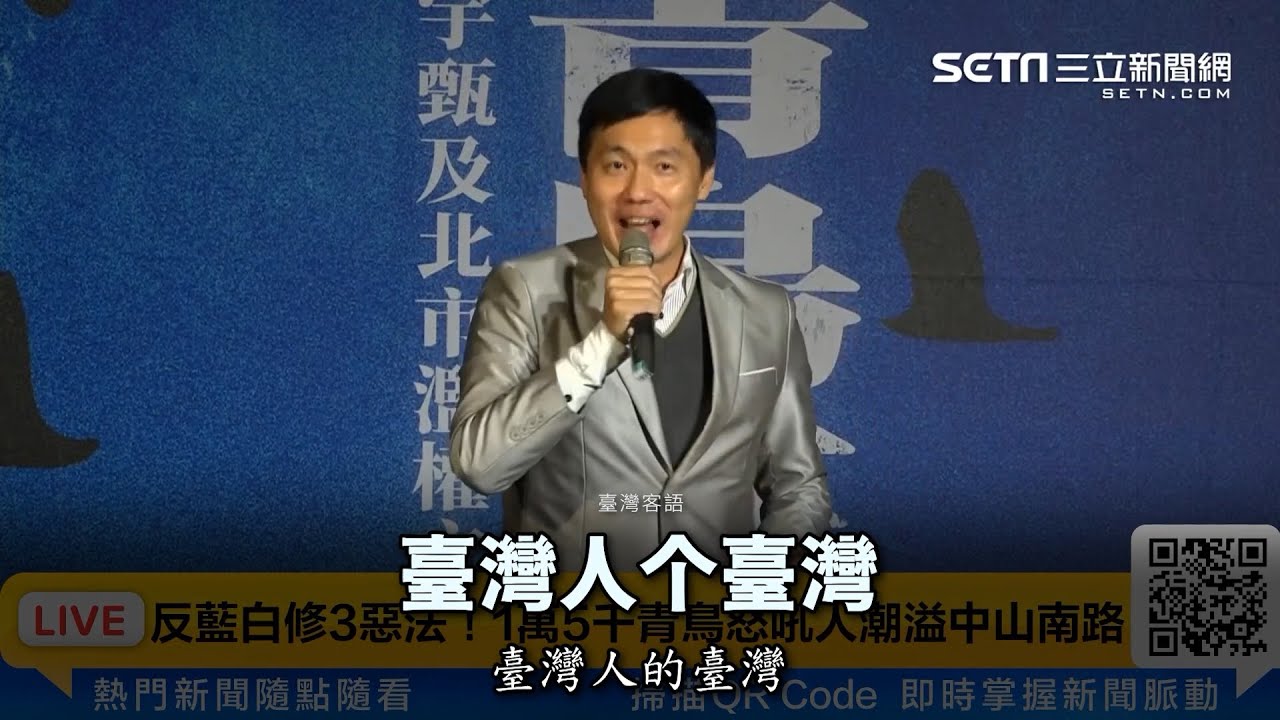 SETN三立新聞網
SETN.COM
青鳥
宇甄及北市濫權
臺灣客語
臺灣人个臺灣
LIVE 反藍白修3惡法！1萬5千青鳥怒吼人潮溢中山南路
臺灣人的臺灣
熱門新聞隨點隨看 掃描QR Code 即時掌握新聞脈動